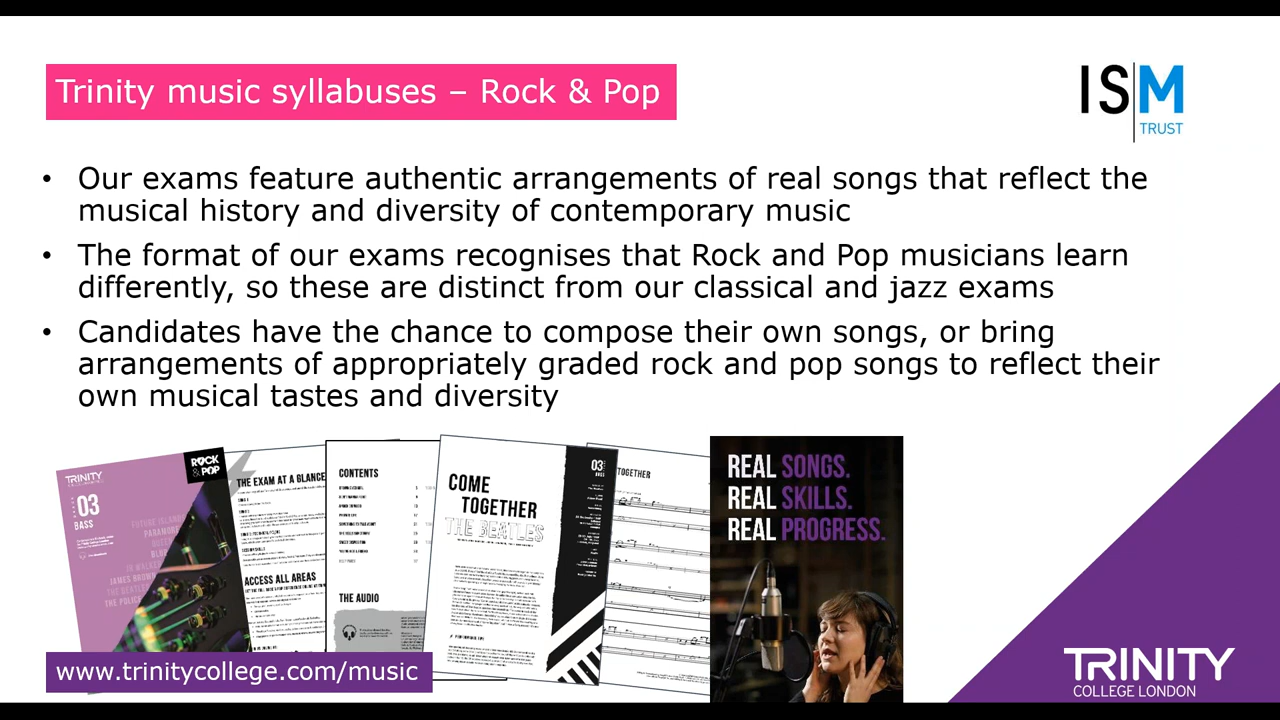 Trinity music syllabuses – Rock & Pop
ISM
TRUST
• Our exams feature authentic arrangements of real songs that reflect the
musical history and diversity of contemporary music
• The format of our exams recognises that Rock and Pop musicians learn
differently, so these are distinct from our classical and jazz exams
• Candidates have the chance to compose their own songs, or bring
arrangements of appropriately graded rock and pop songs to reflect their
own musical tastes and diversity
TRINITY
ROCK
& POP
03
BASS
JAMES BROWN
THE POLICE
THE EXAM AT A GLANCE
ACCESS ALL AREAS
CONTENTS
THE AUDIO
COME
TOGETHER
THE BEATLES
03
BASS
TOGETHER
REAL SONGS.
REAL SKILLS.
REAL PROGRESS.
www.trinitycollege.com/music
TRINITY
COLLEGE LONDON